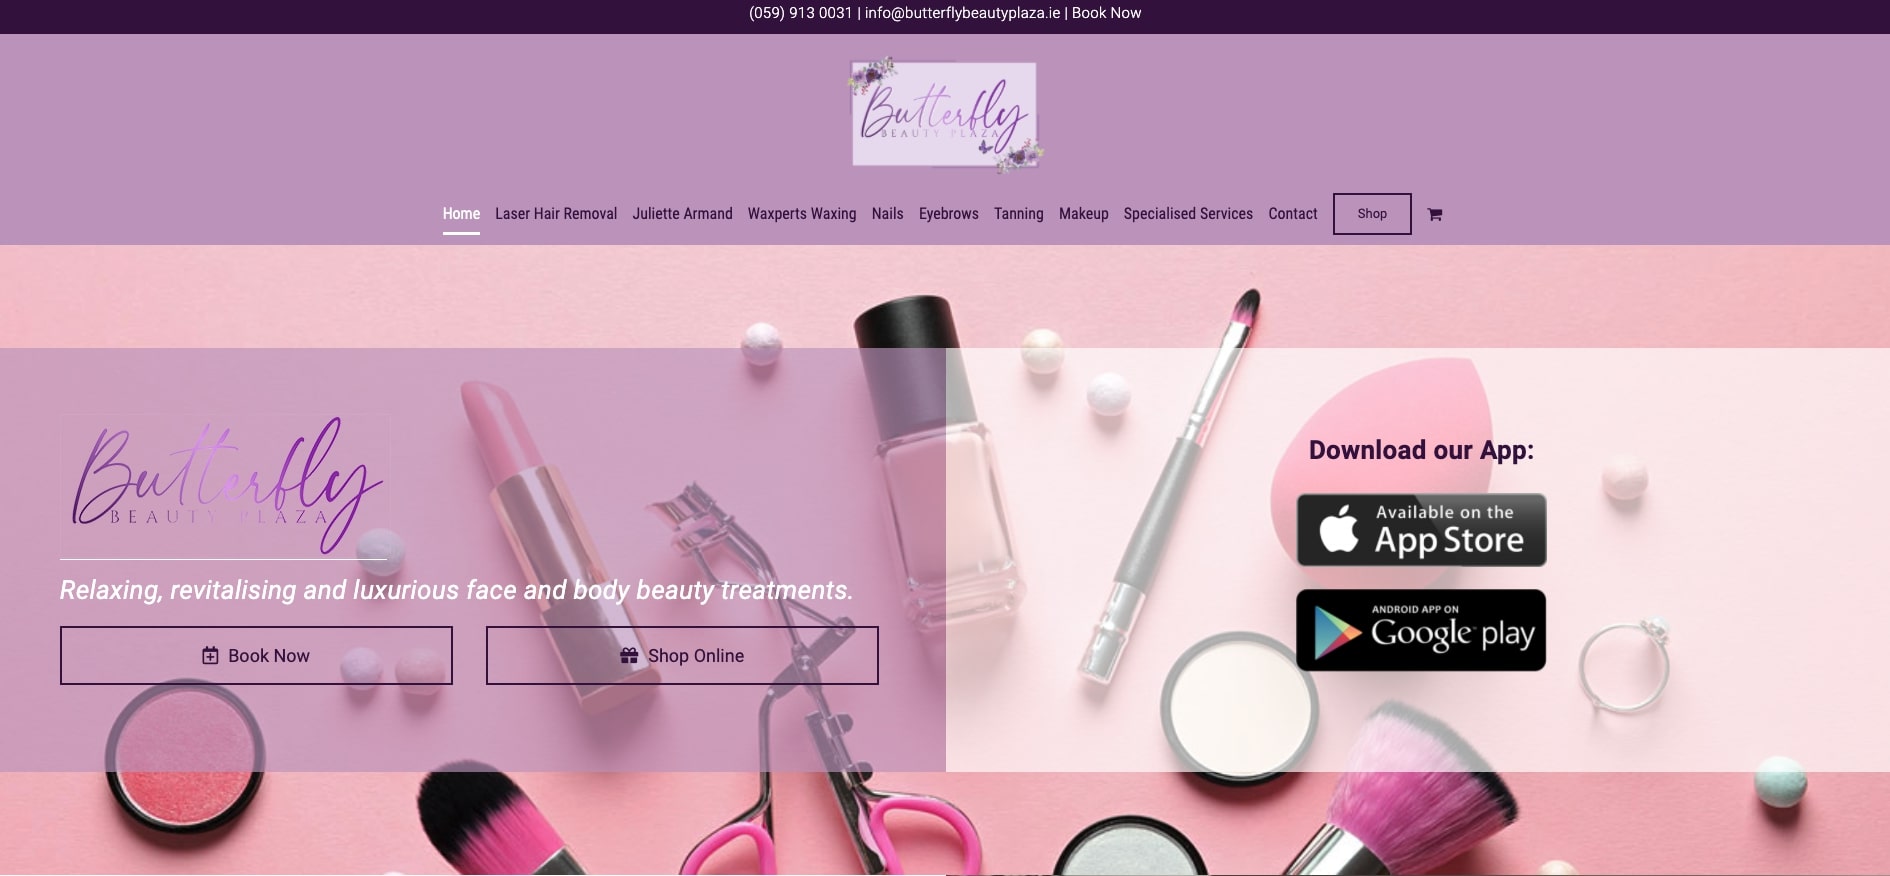 (059) 913 0031 | info@butterflybeautyplaza.ie | Book Now
Butterfly
BEAUTY PLAZA
Home Laser Hair Removal Juliette Armand Waxperts Waxing Nails Eyebrows Tanning Makeup Specialised Services Contact Shop
Butterfly
BEAUTY PLAZA
Relaxing, revitalising and luxurious face and body beauty treatments.
Book Now Shop Online
Download our App:
Available on the
App Store
ANDROID APP ON
Google play